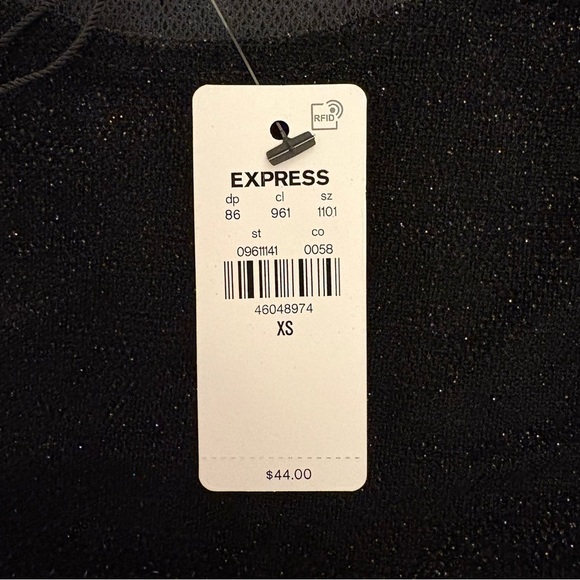 RFID
EXPRESS
dp cl sz
86 961 1101
st co
09611141 0058
46048974
XS
$44.00